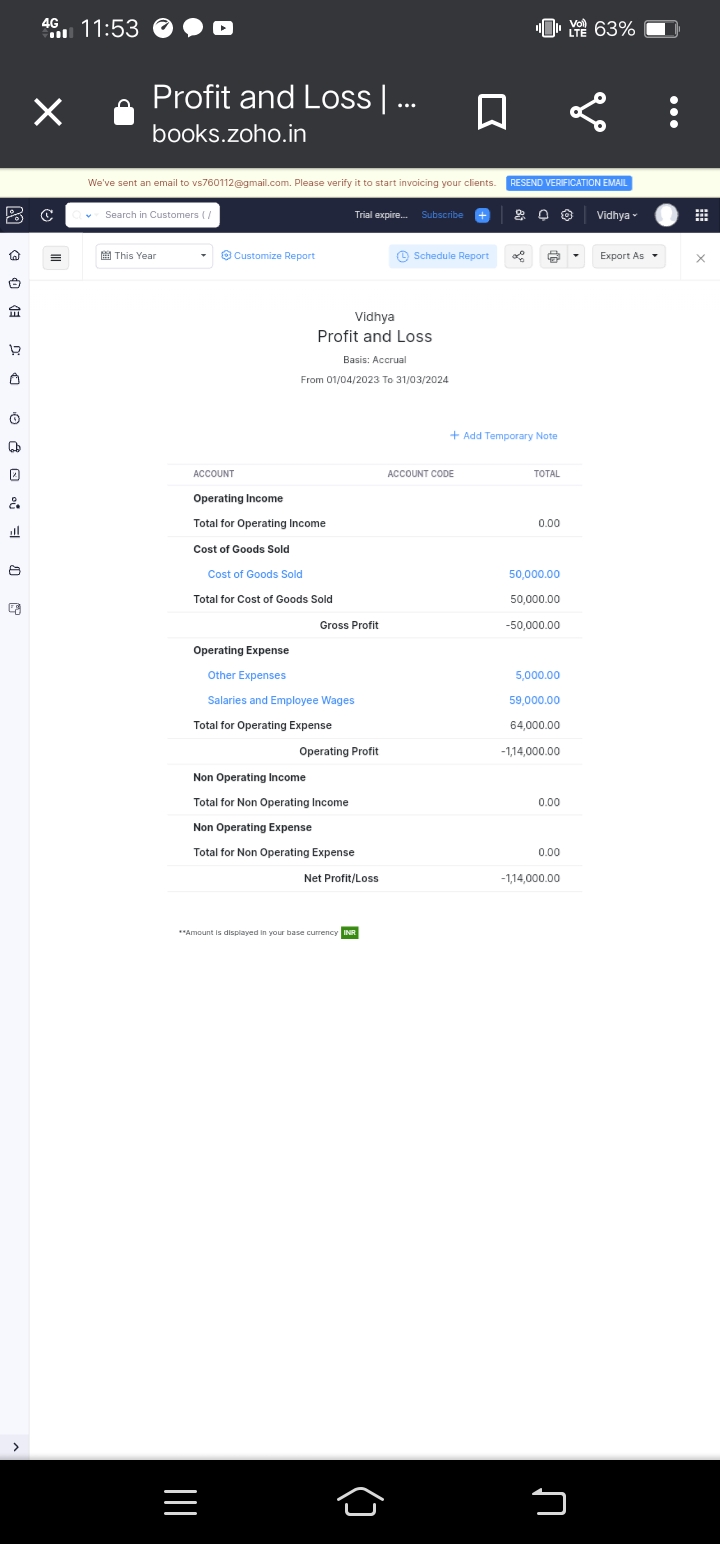 4G 11:53 Vo) LTE 63%
Profit and Loss | ...
books.zoho.in
We've sent an email to vs760112@gmail.com. Please verify it to start invoicing your clients. RESEND VERIFICATION EMAIL
Search in Customers ( / Trial expire... Subscribe + Vidhya
This Year Customize Report Schedule Report Export As
Vidhya
Profit and Loss
Basis: Accrual
From 01/04/2023 To 31/03/2024
+ Add Temporary Note
ACCOUNT ACCOUNT CODE TOTAL
Operating Income
Total for Operating Income 0.00
Cost of Goods Sold
Cost of Goods Sold 50,000.00
Total for Cost of Goods Sold 50,000.00
Gross Profit -50,000.00
Operating Expense
Other Expenses 5,000.00
Salaries and Employee Wages 59,000.00
Total for Operating Expense 64,000.00
Operating Profit -1,14,000.00
Non Operating Income
Total for Non Operating Income 0.00
Non Operating Expense
Total for Non Operating Expense 0.00
Net Profit/Loss -1,14,000.00
**Amount is displayed in your base currency INR